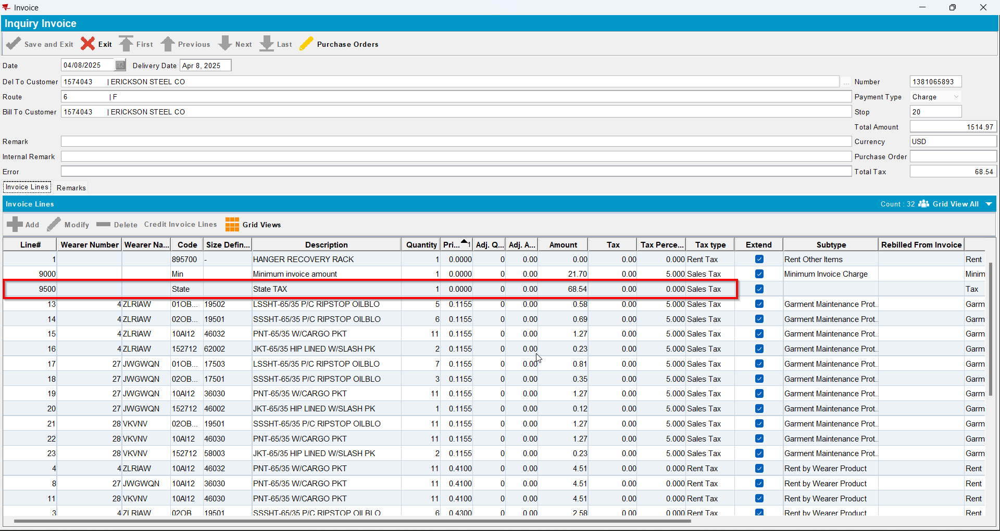 Invoice
Inquiry Invoice
Save and Exit Exit First Previous Next Last Purchase Orders
Date 04/08/2025 Delivery Date Apr 8, 2025
Del To Customer 1574043 | ERICKSON STEEL CO ... Number 1381065893
Route 6 | F Payment Type Charge
Bill To Customer 1574043 | ERICKSON STEEL CO Stop 20
Total Amount 1514.97
Remark Currency USD
Internal Remark Purchase Order
Error Total Tax 68.54
Invoice Lines Remarks
Invoice Lines Count : 32 Grid View All
Add Modify Delete Credit Invoice Lines Grid Views
Line# Wearer Number Wearer Na... Code Size Defin... Description Quantity Pri... 1 Adj. Q... Adj. A... Amount Tax Tax Perce... Tax type Extend Subtype Rebilled From Invoice
1 895700 - HANGER RECOVERY RACK 1 0.0000 0 0.00 0.00 0.00 0.000 Rent Tax Rent Other Items Rent
9000 Min Minimum invoice amount 1 0.0000 0 0.00 21.70 0.00 5.000 Sales Tax Minimum Invoice Charge Minim
9500 State State TAX 1 0.0000 0 0.00 68.54 0.00 0.000 Sales Tax Tax
13 4 ZLRIAW 01OB... 19502 LSSHT-65/35 P/C RIPSTOP OILBLO 5 0.1155 0 0.00 0.58 0.00 5.000 Sales Tax Garment Maintenance Prot.. Garm
14 4 ZLRIAW 02OB... 19501 SSSHT-65/35 P/C RIPSTOP OILBLO 6 0.1155 0 0.00 0.69 0.00 5.000 Sales Tax Garment Maintenance Prot.. Garm
15 4 ZLRIAW 10AI12 46032 PNT-65/35 W/CARGO PKT 11 0.1155 0 0.00 1.27 0.00 5.000 Sales Tax Garment Maintenance Prot.. Garm
16 4 ZLRIAW 152712 62002 JKT-65/35 HIP LINED W/SLASH PK 2 0.1155 0 0.00 0.23 0.00 5.000 Sales Tax Garment Maintenance Prot.. Garm
17 27 JWGWQN 01OB... 17503 LSSHT-65/35 P/C RIPSTOP OILBLO 7 0.1155 0 0.00 0.81 0.00 5.000 Sales Tax Garment Maintenance Prot.. Garm
18 27 JWGWQN 02OB... 17501 SSSHT-65/35 P/C RIPSTOP OILBLO 3 0.1155 0 0.00 0.35 0.00 5.000 Sales Tax Garment Maintenance Prot.. Garm
19 27 JWGWQN 10AI12 36030 PNT-65/35 W/CARGO PKT 11 0.1155 0 0.00 1.27 0.00 5.000 Sales Tax Garment Maintenance Prot.. Garm
20 27 JWGWQN 152712 46002 JKT-65/35 HIP LINED W/SLASH PK 1 0.1155 0 0.00 0.12 0.00 5.000 Sales Tax Garment Maintenance Prot.. Garm
21 28 VKVNV 02OB... 19501 SSSHT-65/35 P/C RIPSTOP OILBLO 11 0.1155 0 0.00 1.27 0.00 5.000 Sales Tax Garment Maintenance Prot.. Garm
22 28 VKVNV 10AI12 46030 PNT-65/35 W/CARGO PKT 11 0.1155 0 0.00 1.27 0.00 5.000 Sales Tax Garment Maintenance Prot.. Garm
23 28 VKVNV 152712 58003 JKT-65/35 HIP LINED W/SLASH PK 2 0.1155 0 0.00 0.23 0.00 5.000 Sales Tax Garment Maintenance Prot.. Garm
4 4 ZLRIAW 10AI12 46032 PNT-65/35 W/CARGO PKT 11 0.4100 0 0.00 4.51 0.00 0.000 Rent Tax Rent by Wearer Product Rent
8 27 JWGWQN 10AI12 36030 PNT-65/35 W/CARGO PKT 11 0.4100 0 0.00 4.51 0.00 0.000 Rent Tax Rent by Wearer Product Rent
11 28 VKVNV 10AI12 46030 PNT-65/35 W/CARGO PKT 11 0.4100 0 0.00 4.51 0.00 0.000 Rent Tax Rent by Wearer Product Rent
3 4 ZLRIAW 02OB 19501 SSSHT-65/35 P/C RIPSTOP OILBLO 6 0.4300 0 0.00 2.58 0.00 0.000 Rent Tax Rent by Wearer Product Rent